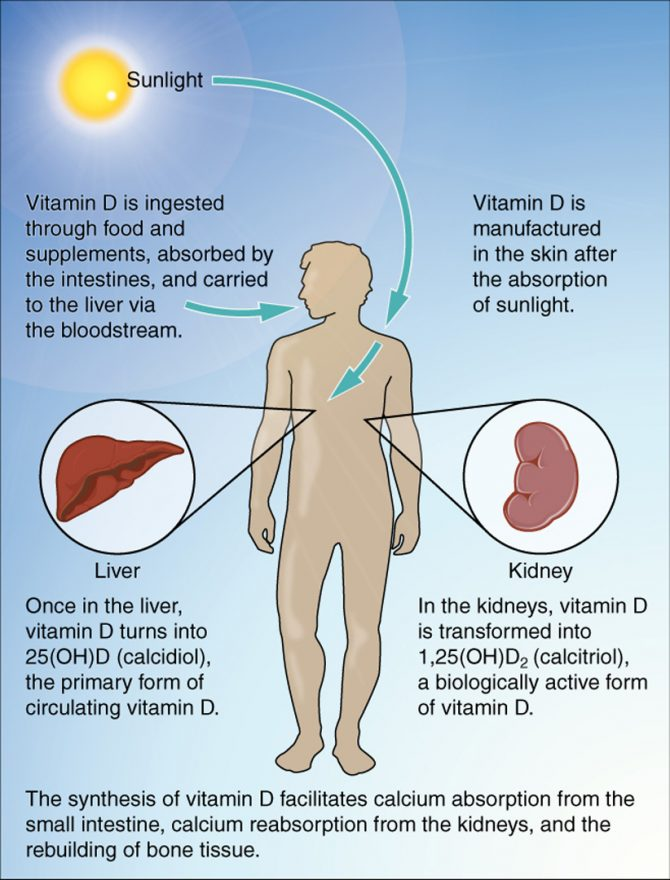 Sunlight
Vitamin D is ingested
through food and
supplements, absorbed by
the intestines, and carried
to the liver via
the bloodstream.
Vitamin D is
manufactured
in the skin after
the absorption
of sunlight.
Liver
Once in the liver,
vitamin D turns into
25(OH)D (calcidiol),
the primary form of
circulating vitamin D.
Kidney
In the kidneys, vitamin D
is transformed into
1,25(OH)D₂ (calcitriol),
a biologically active form
of vitamin D.
The synthesis of vitamin D facilitates calcium absorption from the
small intestine, calcium reabsorption from the kidneys, and the
rebuilding of bone tissue.